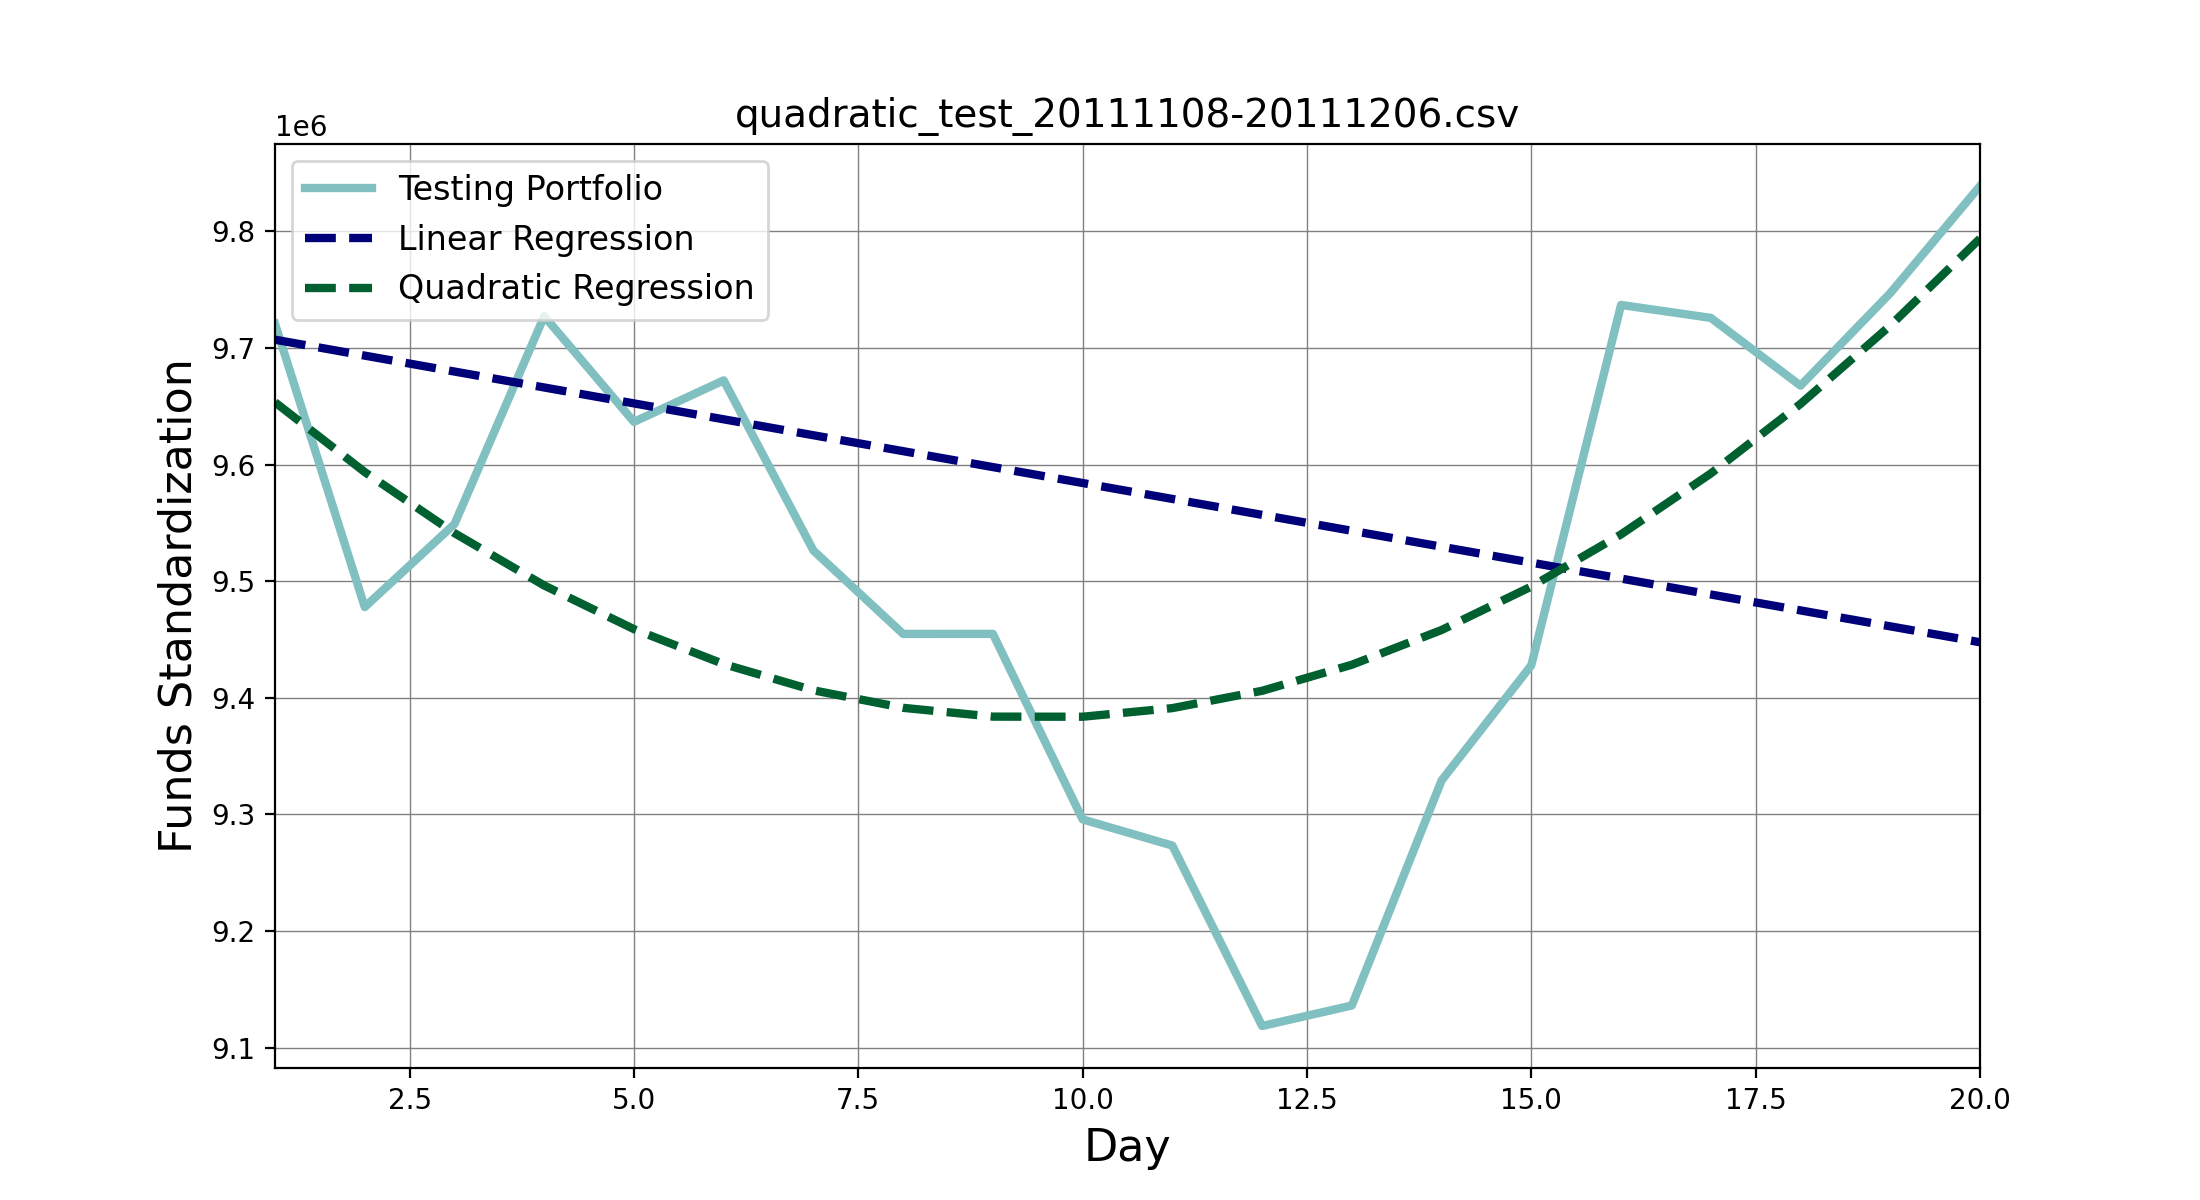 quadratic_test_20111108-20111206.csv
1e6
Testing Portfolio
Linear Regression
Quadratic Regression
Funds Standardization
9.8
9.7
9.6
9.5
9.4
9.3
9.2
9.1
2.5 5.0 7.5 10.0 12.5 15.0 17.5 20.0
Day